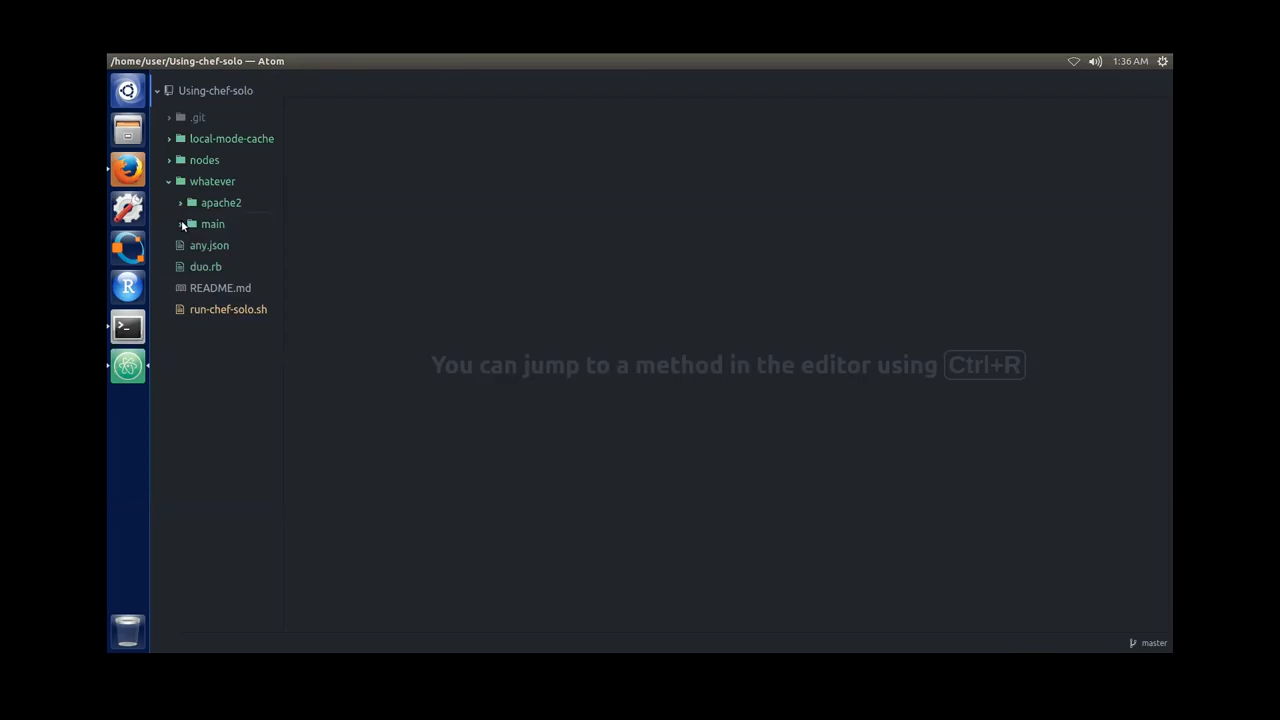 /home/user/Using-chef-solo — Atom
1:36 AM
Using-chef-solo
.git
local-mode-cache
nodes
whatever
apache2
main
any.json
duo.rb
README.md
run-chef-solo.sh
You can jump to a method in the editor using Ctrl+R
R
>_
master